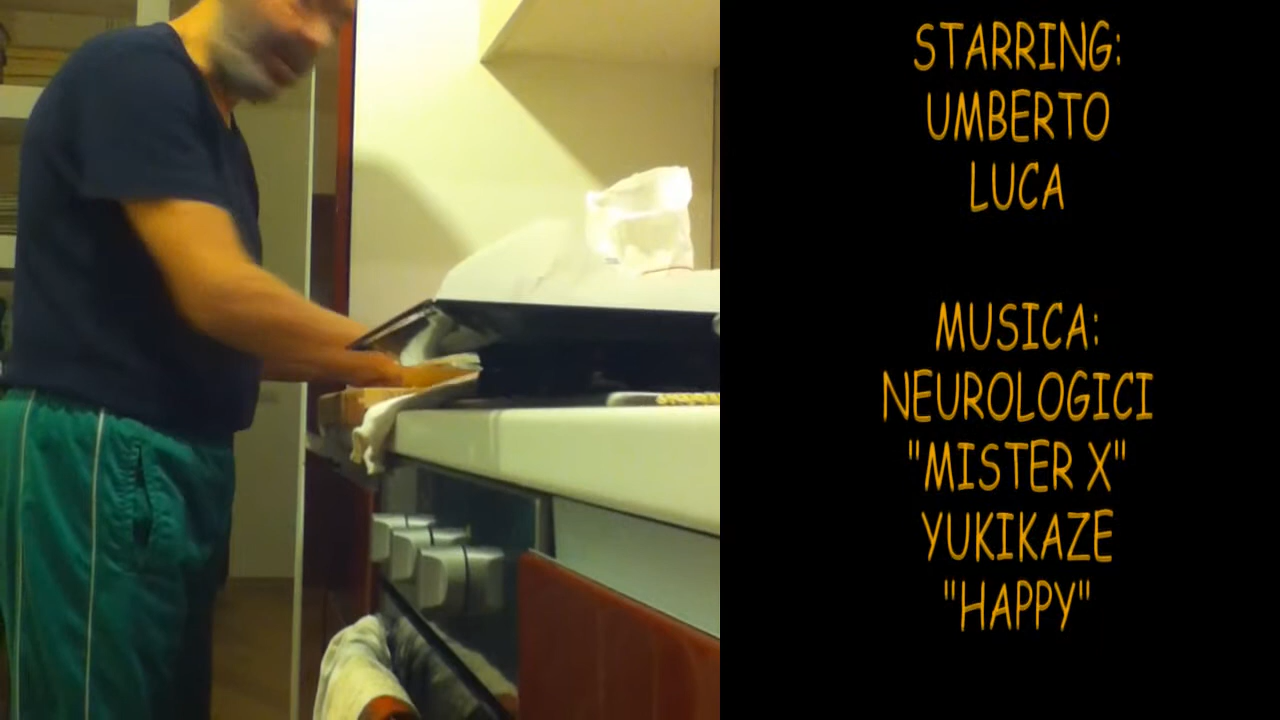 STARRING:
UMBERTO
LUCA
MUSICA:
NEUROLOGICI
"MISTER X"
YUKIKAZE
"HAPPY"